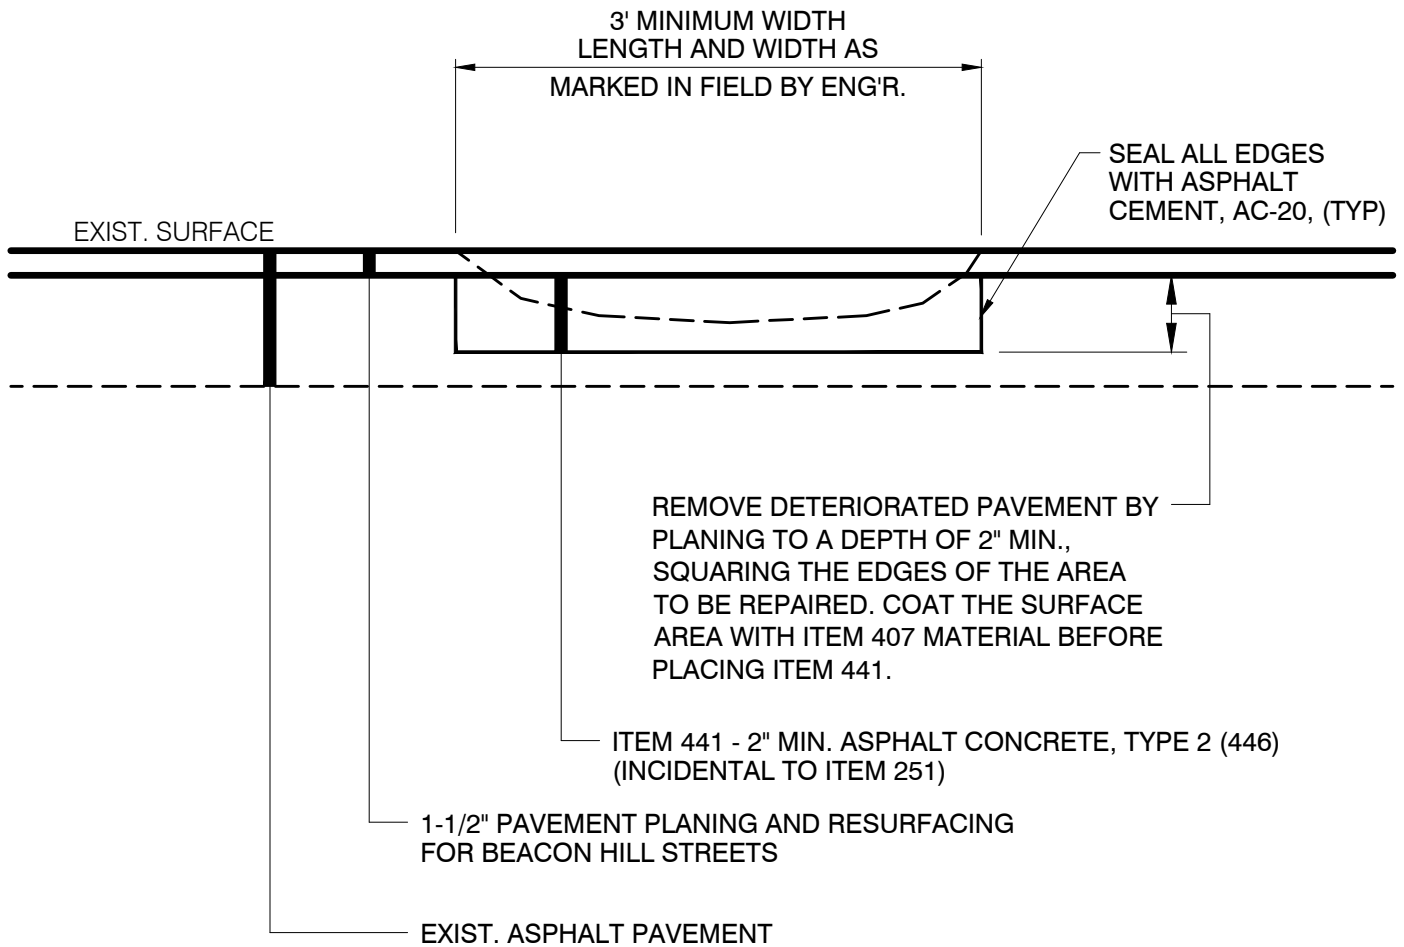 3' MINIMUM WIDTH
LENGTH AND WIDTH AS
MARKED IN FIELD BY ENG'R.
SEAL ALL EDGES
WITH ASPHALT
CEMENT, AC-20, (TYP)
EXIST. SURFACE
REMOVE DETERIORATED PAVEMENT BY
PLANING TO A DEPTH OF 2" MIN.,
SQUARING THE EDGES OF THE AREA
TO BE REPAIRED. COAT THE SURFACE
AREA WITH ITEM 407 MATERIAL BEFORE
PLACING ITEM 441.
ITEM 441 - 2" MIN. ASPHALT CONCRETE, TYPE 2 (446)
(INCIDENTAL TO ITEM 251)
1-1/2" PAVEMENT PLANING AND RESURFACING
FOR BEACON HILL STREETS
EXIST. ASPHALT PAVEMENT